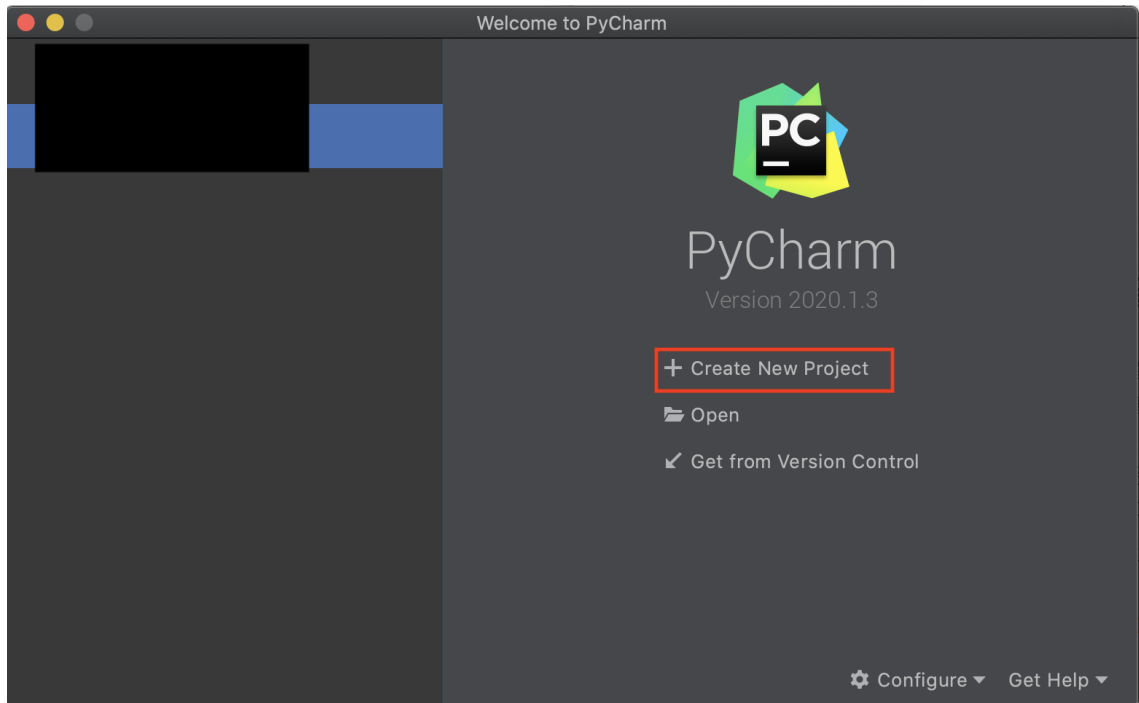 Welcome to PyCharm
PC
PyCharm
Version 2020.1.3
Create New Project
Open
Get from Version Control
Configure
Get Help